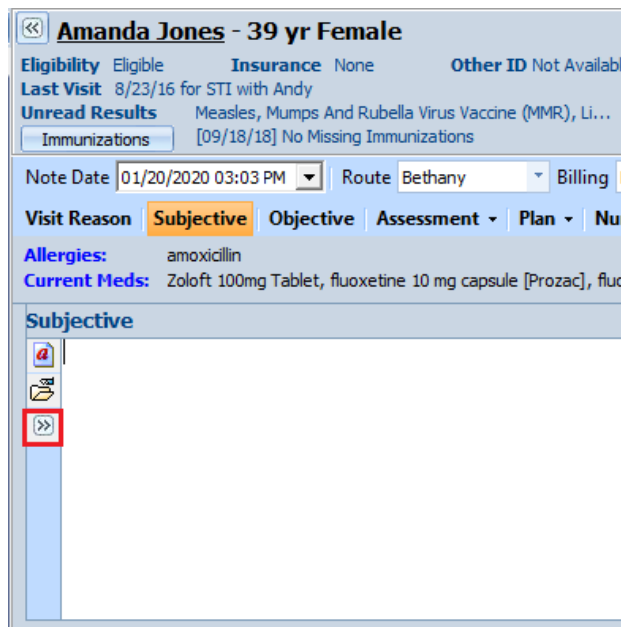 Amanda Jones - 39 yr Female
Eligibility Eligible Insurance None Other ID Not Availabl
Last Visit 8/23/16 for STI with Andy
Unread Results Measles, Mumps And Rubella Virus Vaccine (MMR), Li...
Immunizations [09/18/18] No Missing Immunizations
Note Date 01/20/2020 03:03 PM Route Bethany Billing
Visit Reason Subjective Objective Assessment Plan Nu
Allergies: amoxicillin
Current Meds: Zoloft 100mg Tablet, fluoxetine 10 mg capsule [Prozac], fluo
Subjective
a